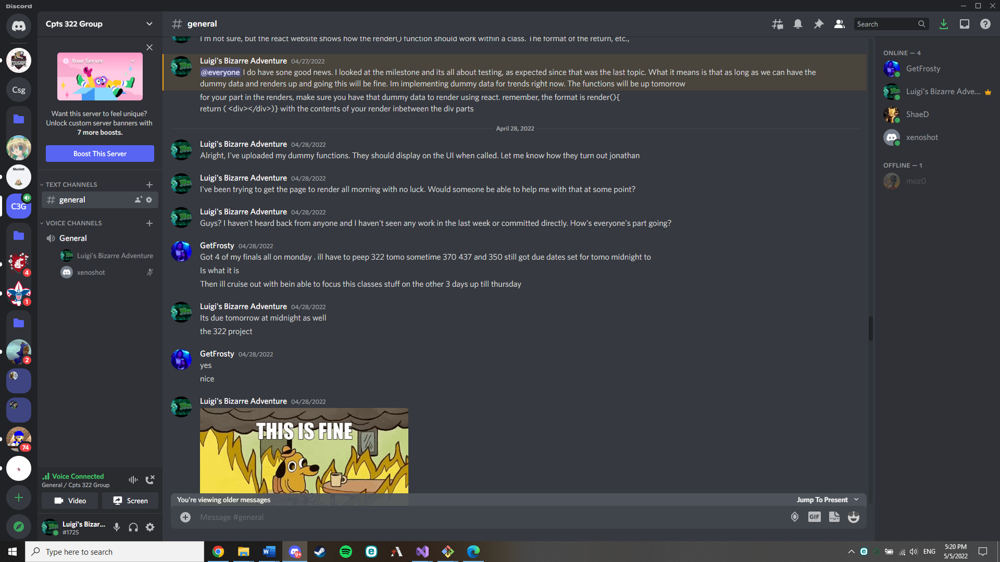 Discord
Cpts 322 Group
general
Search
I'm not sure, but the react website shows how the render() function should work within a class. The format of the return, etc.,
Your Server
Want this server to feel unique?
Unlock custom server banners with
7 more boosts.
Boost This Server
COUGARS
Csg
Manlett
C3G
4
1
2
74
TEXT CHANNELS
general
VOICE CHANNELS
General
Luigi's Bizarre Adventure
xenoshot
Luigi's Bizarre Adventure 04/27/2022
@everyone I do have sone good news. I looked at the milestone and its all about testing, as expected since that was the last topic. What it means is that as long as we can have the
dummy data and renders up and going this will be fine. Im implementing dummy data for trends right now. The functions will be up tomorrow
for your part in the renders, make sure you have that dummy data to render using react. remember, the format is render(){
return ( <div></div>)} with the contents of your render inbetween the div parts
April 28, 2022
Luigi's Bizarre Adventure 04/28/2022
Alright, I've uploaded my dummy functions. They should display on the UI when called. Let me know how they turn out jonathan
Luigi's Bizarre Adventure 04/28/2022
I've been trying to get the page to render all morning with no luck. Would someone be able to help me with that at some point?
Luigi's Bizarre Adventure 04/28/2022
Guys? I haven't heard back from anyone and I haven't seen any work in the last week or committed directly. How's everyone's part going?
GetFrosty 04/28/2022
Got 4 of my finals all on monday . ill have to peep 322 tomo sometime 370 437 and 350 still got due dates set for tomo midnight to
Is what it is
Then ill cruise out with bein able to focus this classes stuff on the other 3 days up till thursday
Luigi's Bizarre Adventure 04/28/2022
Its due tomorrow at midnight as well
the 322 project
GetFrosty 04/28/2022
yes
nice
Luigi's Bizarre Adventure 04/28/2022
THIS IS FINE
You're viewing older messages
Jump To Present
Message #general
GIF
ONLINE — 4
GetFrosty
Luigi's Bizarre Adve...
ShaeD
xenoshot
OFFLINE — 1
moz0
Voice Connected
General / Cpts 322 Group
Video
Screen
Luigi's Bizar...
#1725
Type here to search
9+
ENG
5:20 PM
5/5/2022